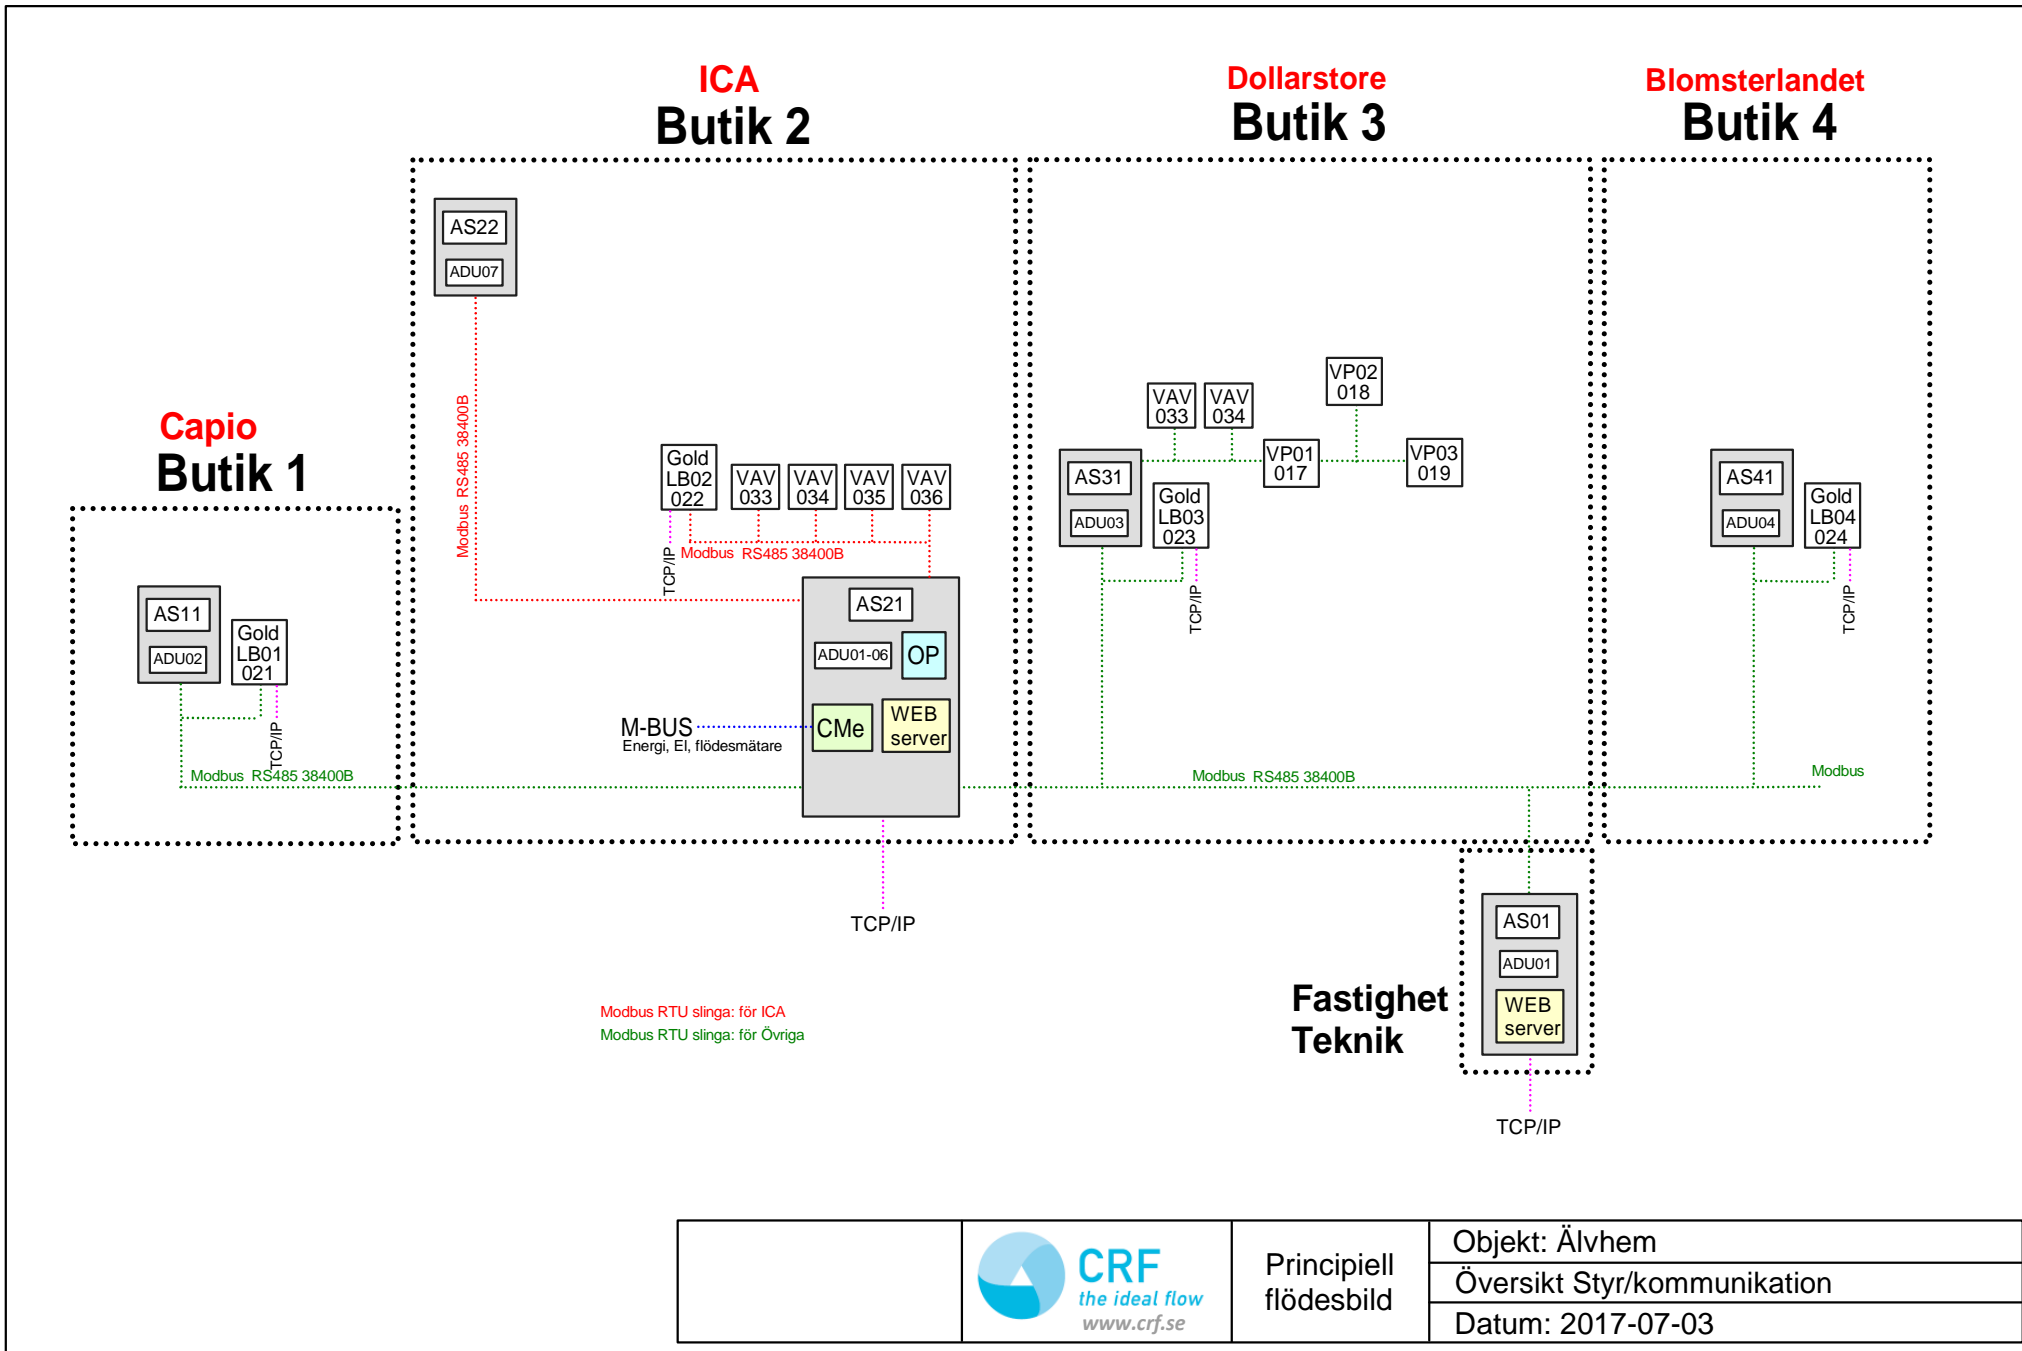 ICA
Butik 2
Dollarstore
Butik 3
Blomsterlandet
Butik 4
Capio
Butik 1
AS22
ADU07
Modbus RS485 38400B
Gold
LB02
022
VAV
033
VAV
034
VAV
035
VAV
036
TCP/IP
Modbus RS485 38400B
AS21
ADU01-06
OP
CMe
WEB
server
M-BUS
Energi, El, flödesmätare
TCP/IP
AS11
ADU02
Gold
LB01
021
TCP/IP
Modbus RS485 38400B
VAV
033
VAV
034
VP02
018
VP01
017
VP03
019
AS31
ADU03
Gold
LB03
023
TCP/IP
Modbus RS485 38400B
AS41
ADU04
Gold
LB04
024
TCP/IP
Modbus
AS01
ADU01
WEB
server
Fastighet
Teknik
TCP/IP
Modbus RTU slinga: för ICA
Modbus RTU slinga: för Övriga
CRF
the ideal flow
www.crf.se
Principiell
flödesbild
Objekt: Älvhem
Översikt Styr/kommunikation
Datum: 2017-07-03